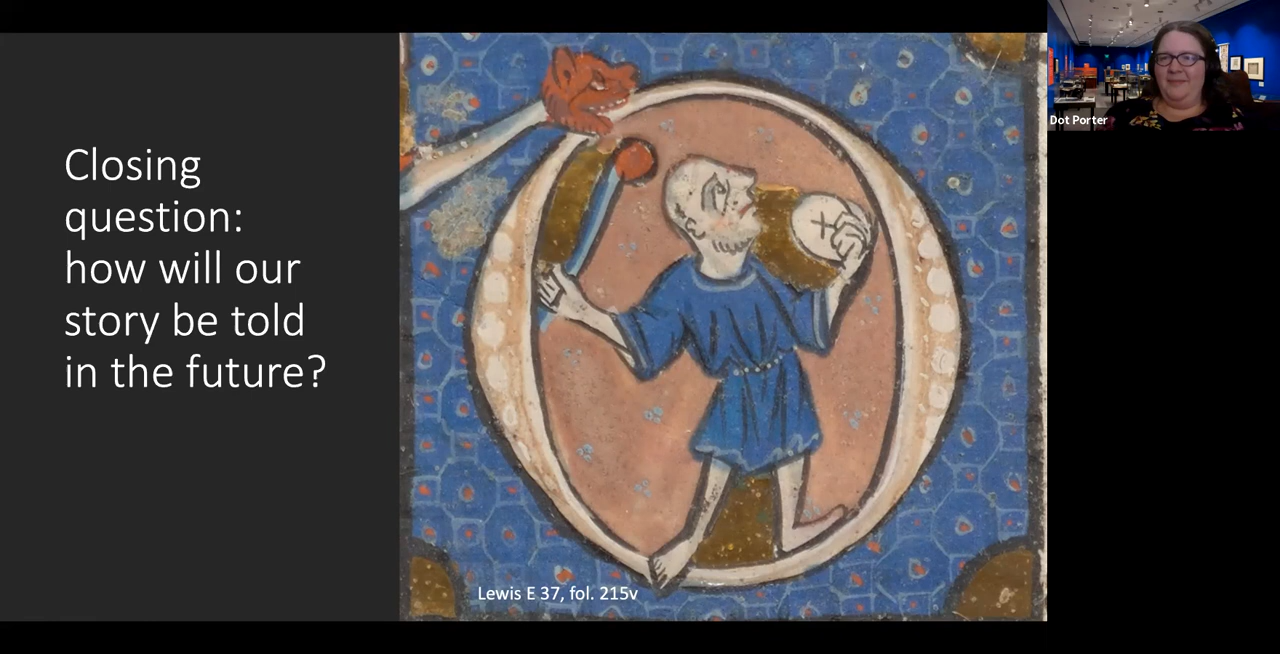 Closing
question:
how will our
story be told
in the future?
Lewis E 37, fol. 215v
Dot Porter